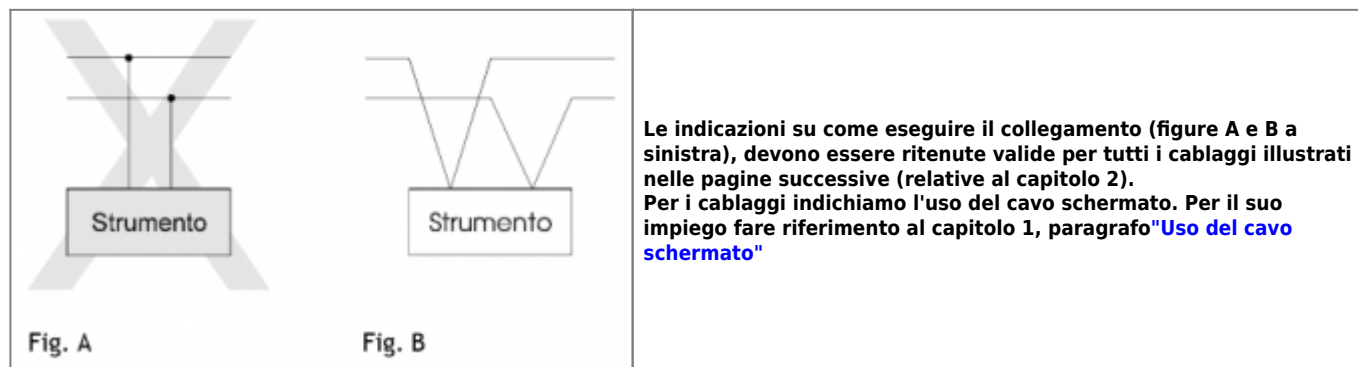 Strumento
Strumento
Fig. A
Fig. B
Le indicazioni su come eseguire il collegamento (figure A e B a
sinistra), devono essere ritenute valide per tutti i cablaggi illustrati
nelle pagine successive (relative al capitolo 2).
Per i cablaggi indichiamo l'uso del cavo schermato. Per il suo
impiego fare riferimento al capitolo 1, paragrafo"Uso del cavo
schermato"